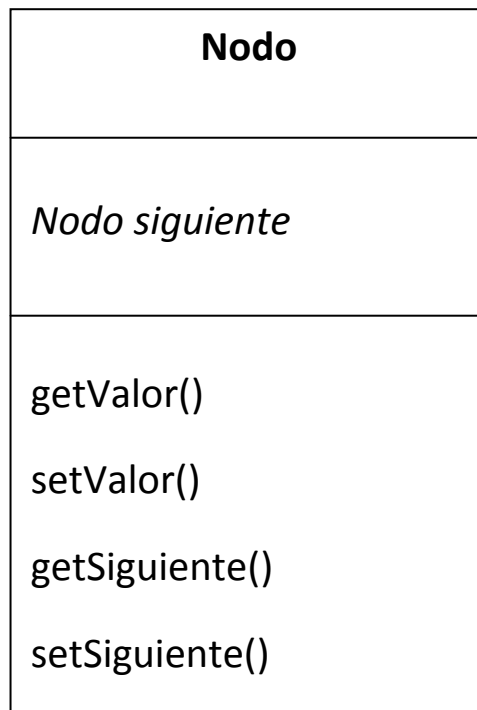 Nodo
Nodo siguiente
getValor()
setValor()
getSiguiente()
setSiguiente()